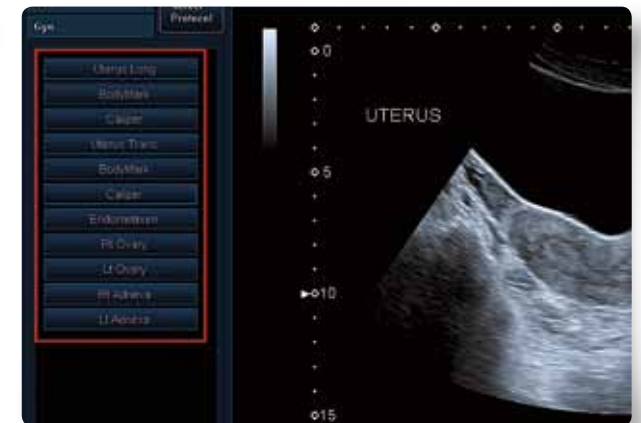 Select
Protocol
Gyn
Uterus Long
BodyMark
Caliper
Uterus Trans
BodyMark
Caliper
Endometrium
Rt Ovary
Lt Ovary
Rt Adnexa
Lt Adnexa
0
UTERUS
5
10
15